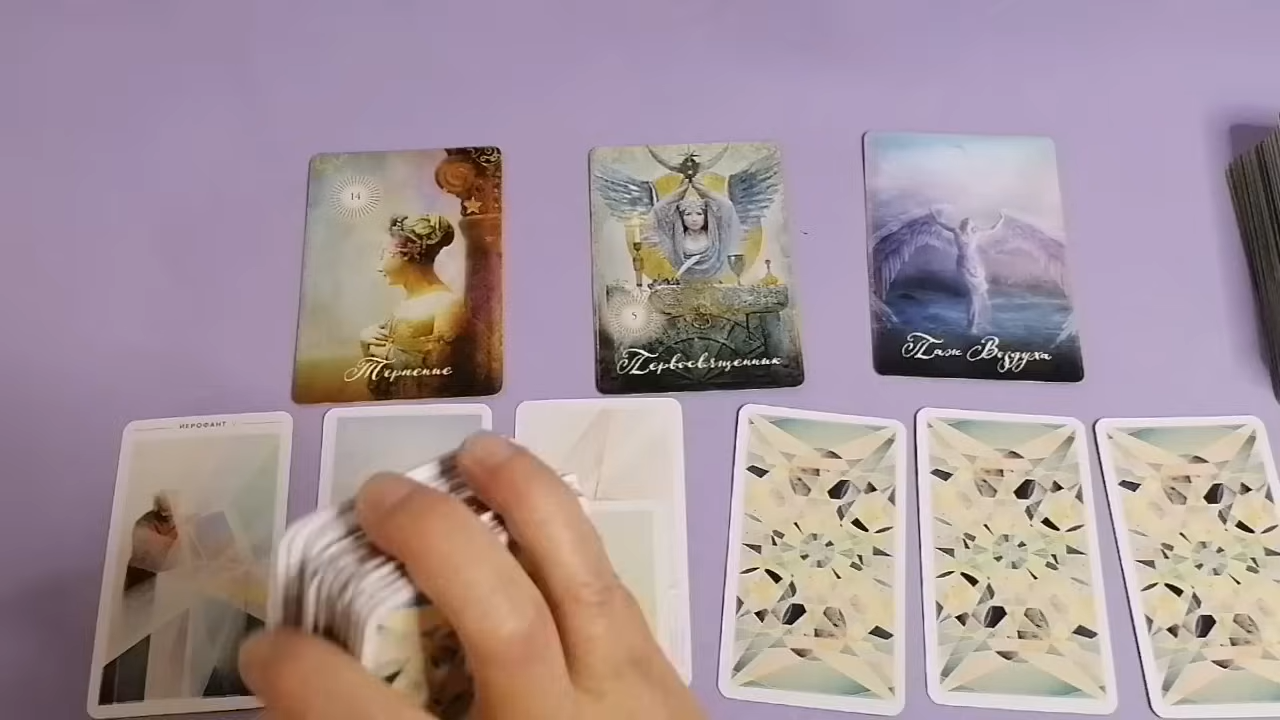 14
Терпение
5
Первосвященник
Паж Воздуха
ИЕРОФАНТ V